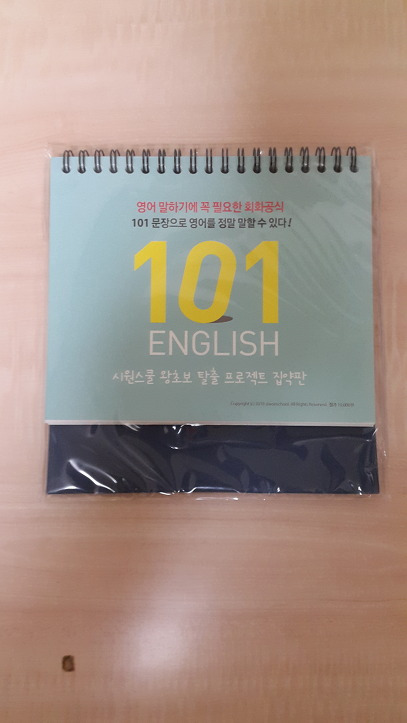 영어 말하기에 꼭 필요한 회화공식
101 문장으로 영어를 정말 말할 수 있다!
101
ENGLISH
시원스쿨 왕초보 탈출 프로젝트 집약판